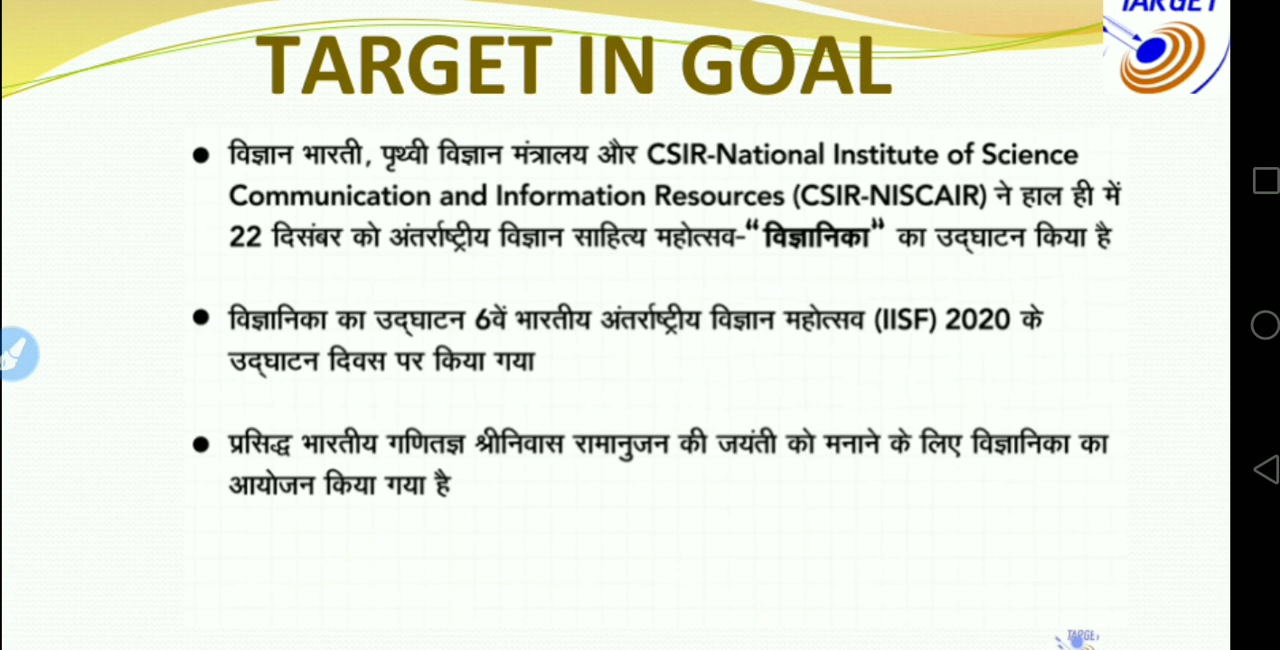 TARGET
TARGET IN GOAL
● विज्ञान भारती, पृथ्वी विज्ञान मंत्रालय और CSIR-National Institute of Science
Communication and Information Resources (CSIR-NISCAIR) ने हाल ही में
22 दिसंबर को अंतर्राष्ट्रीय विज्ञान साहित्य महोत्सव-“विज्ञानिका” का उद्घाटन किया है
● विज्ञानिका का उद्घाटन 6वें भारतीय अंतर्राष्ट्रीय विज्ञान महोत्सव (IISF) 2020 के
उद्घाटन दिवस पर किया गया
● प्रसिद्ध भारतीय गणितज्ञ श्रीनिवास रामानुजन की जयंती को मनाने के लिए विज्ञानिका का
आयोजन किया गया है
TARGET